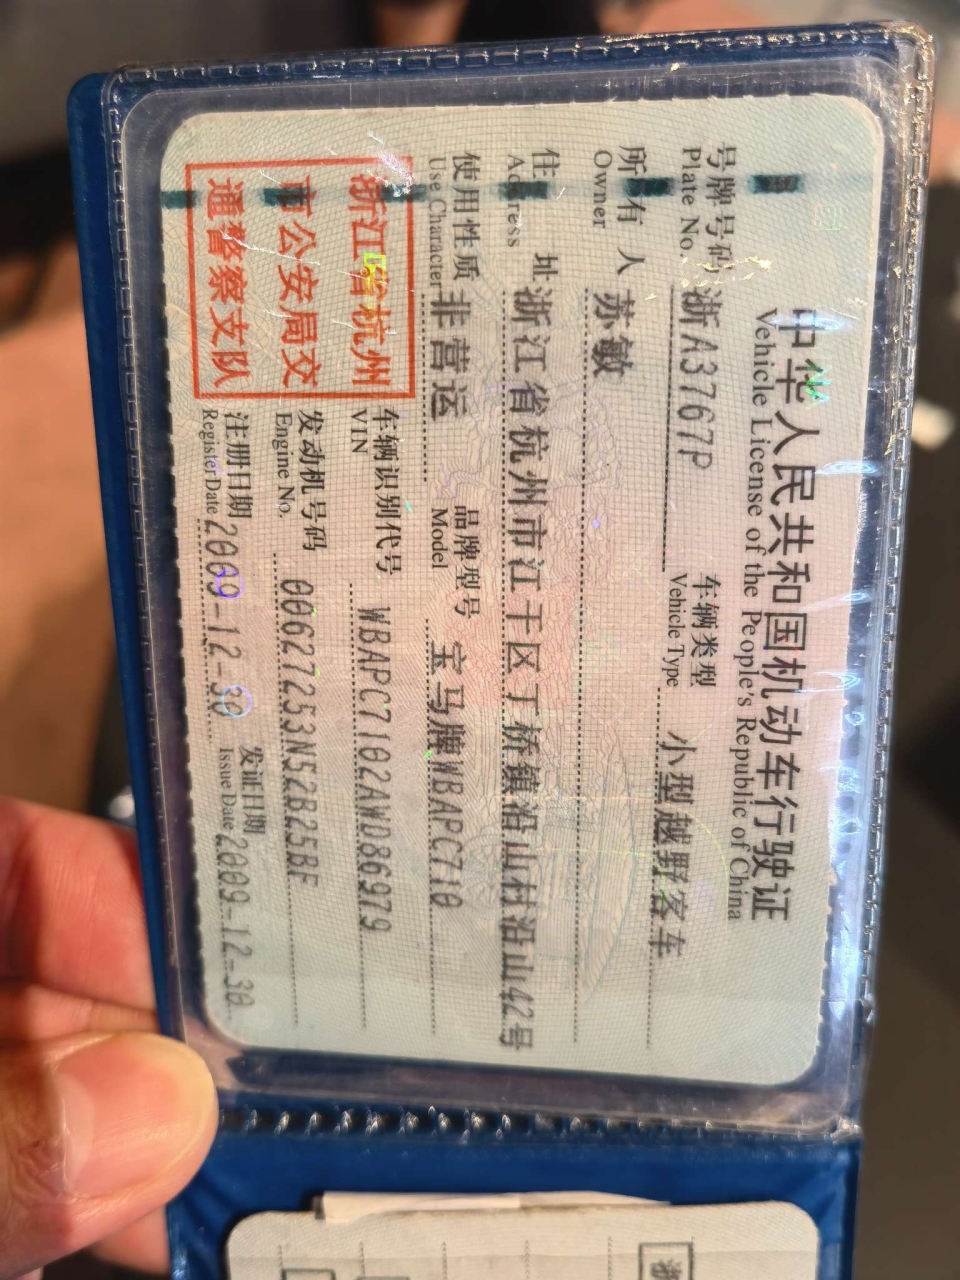 中华人民共和国机动车行驶证
Vehicle License of the People's Republic of China
号牌号码 浙A3767P 车辆类型 小型越野客车
Plate No. Vehicle Type
所有人 苏敏
Owner
住址 浙江省杭州市江干区丁桥镇沿山村沿山42号
Address
使用性质 非营运 品牌型号 宝马牌WBAPC710
Use Character Model
浙江省杭州
市公安局交
通警察支队
车辆识别代号 WBAPC7102AWD86979
VIN
发动机号码 00627253N52B25BF
Engine No.
注册日期 2009-12-30 发证日期 2009-12-30
Register Date Issue Date